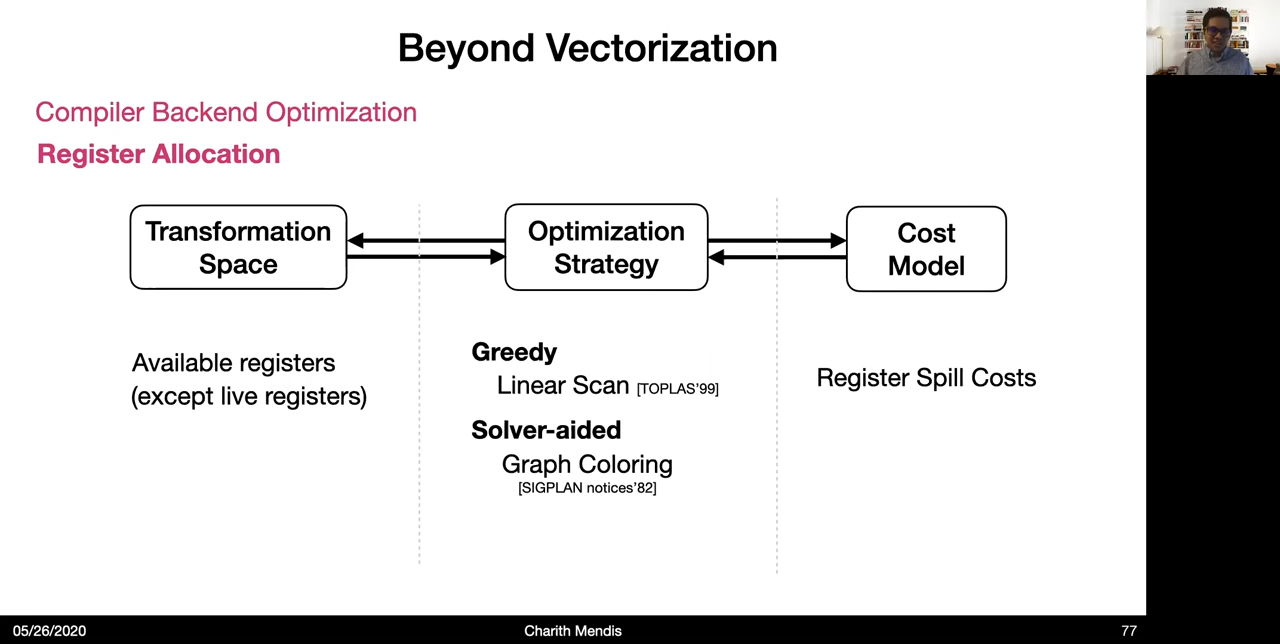 Beyond Vectorization
Compiler Backend Optimization
Register Allocation
Transformation
Space
Optimization
Strategy
Cost
Model
Available registers
(except live registers)
Greedy
Linear Scan [TOPLAS'99]
Solver-aided
Graph Coloring
[SIGPLAN notices'82]
Register Spill Costs
05/26/2020
Charith Mendis
77